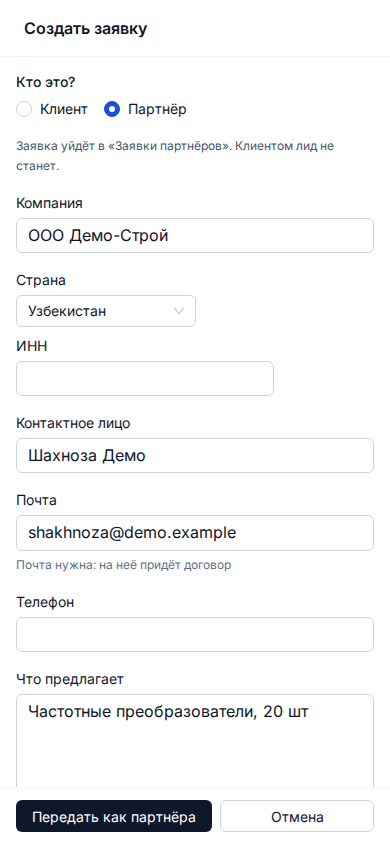 Создать заявку
Кто это?
Клиент
Партнёр
Заявка уйдёт в «Заявки партнёров». Клиентом лид не
станет.
Компания
ООО Демо-Строй
Страна
Узбекистан
ИНН
Контактное лицо
Шахноза Демо
Почта
shakhnoza@demo.example
Почта нужна: на неё придёт договор
Телефон
Что предлагает
Частотные преобразователи, 20 шт
Передать как партнёра
Отмена